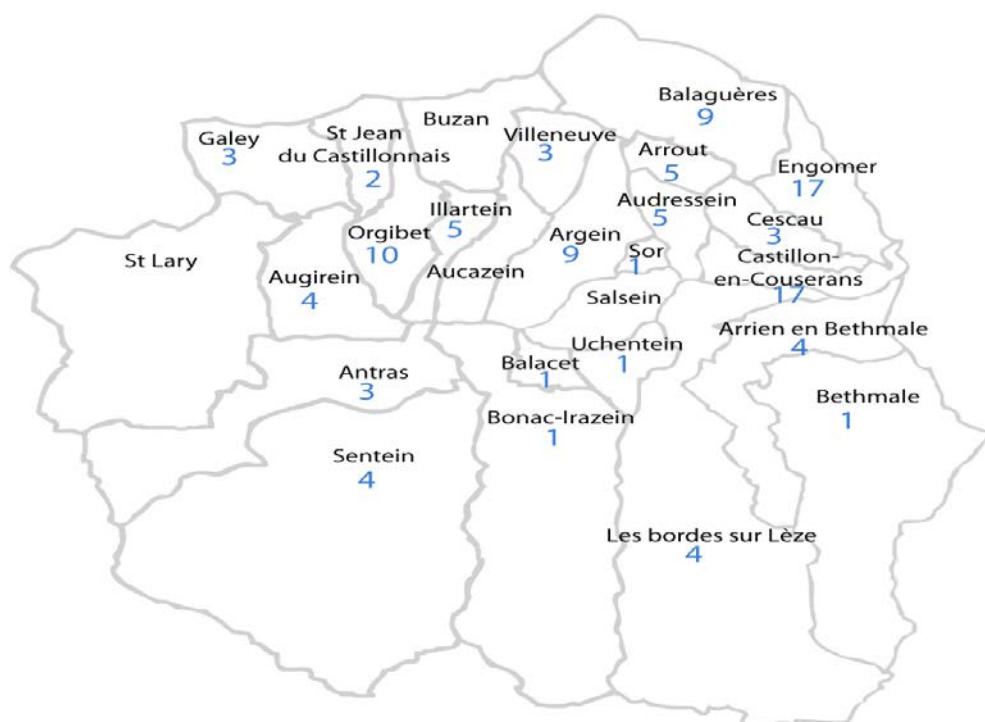 Balaguères
9
Buzan
St Jean
du Castillonnais
2
Villeneuve
3
Galey
3
Arrout
5
Engomer
17
Audressein
5
Illartein
5
Cescau
3
Orgibet
10
Argein
9
Sor
1
Castillon-
en-Couserans
17
St Lary
Augirein
4
Aucazein
Salsein
Arrien en Bethmale
4
Uchentein
1
Balacet
1
Antras
3
Bethmale
1
Bonac-Irazein
1
Sentein
4
Les bordes sur Lèze
4